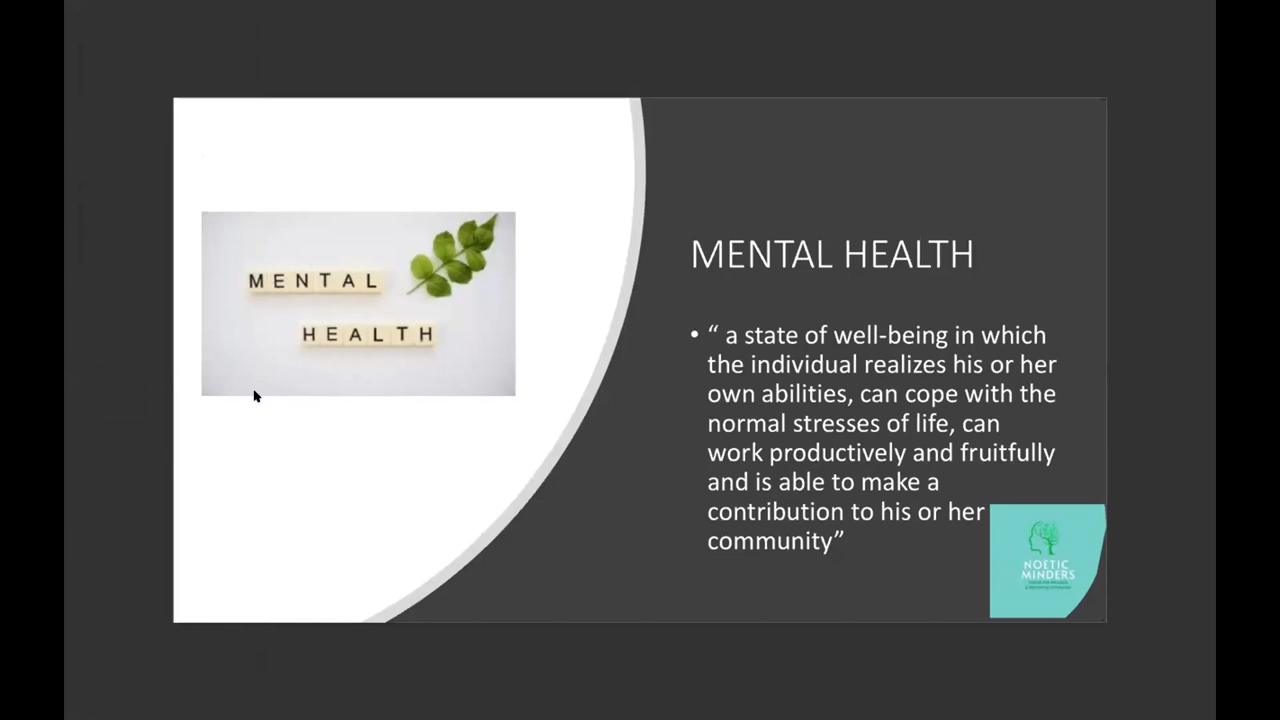 MENTAL
HEALTH
MENTAL HEALTH
• “ a state of well-being in which
the individual realizes his or her
own abilities, can cope with the
normal stresses of life, can
work productively and fruitfully
and is able to make a
contribution to his or her
community”
NOETIC
MINDERS